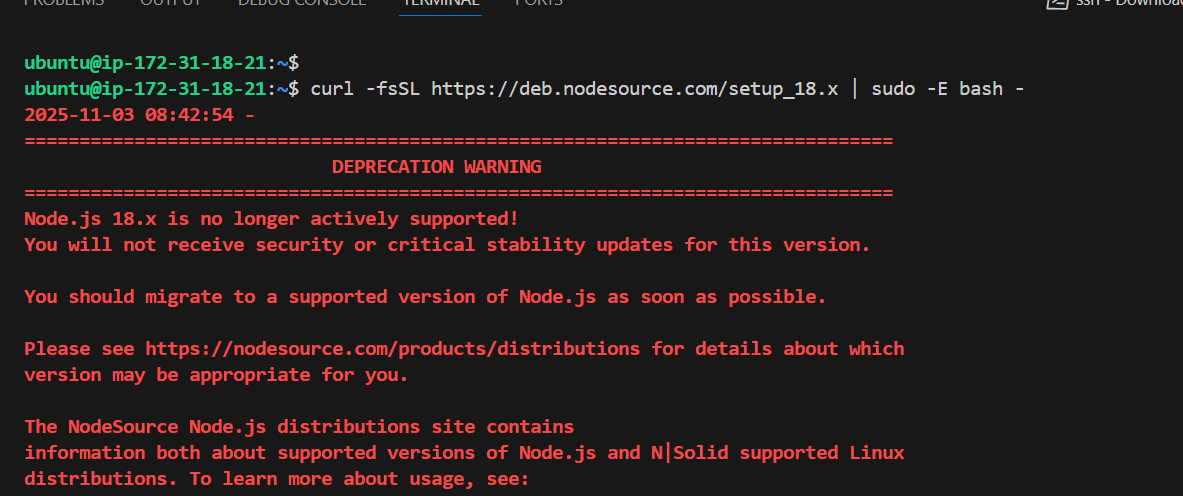 PROBLEMS OUTPUT DEBUG CONSOLE TERMINAL PORTS ssh - Download
ubuntu@ip-172-31-18-21:~$
ubuntu@ip-172-31-18-21:~$ curl -fsSL https://deb.nodesource.com/setup_18.x | sudo -E bash -
2025-11-03 08:42:54 -
===============================================================================
DEPRECATION WARNING
===============================================================================
Node.js 18.x is no longer actively supported!
You will not receive security or critical stability updates for this version.
You should migrate to a supported version of Node.js as soon as possible.
Please see https://nodesource.com/products/distributions for details about which
version may be appropriate for you.
The NodeSource Node.js distributions site contains
information both about supported versions of Node.js and N|Solid supported Linux
distributions. To learn more about usage, see: